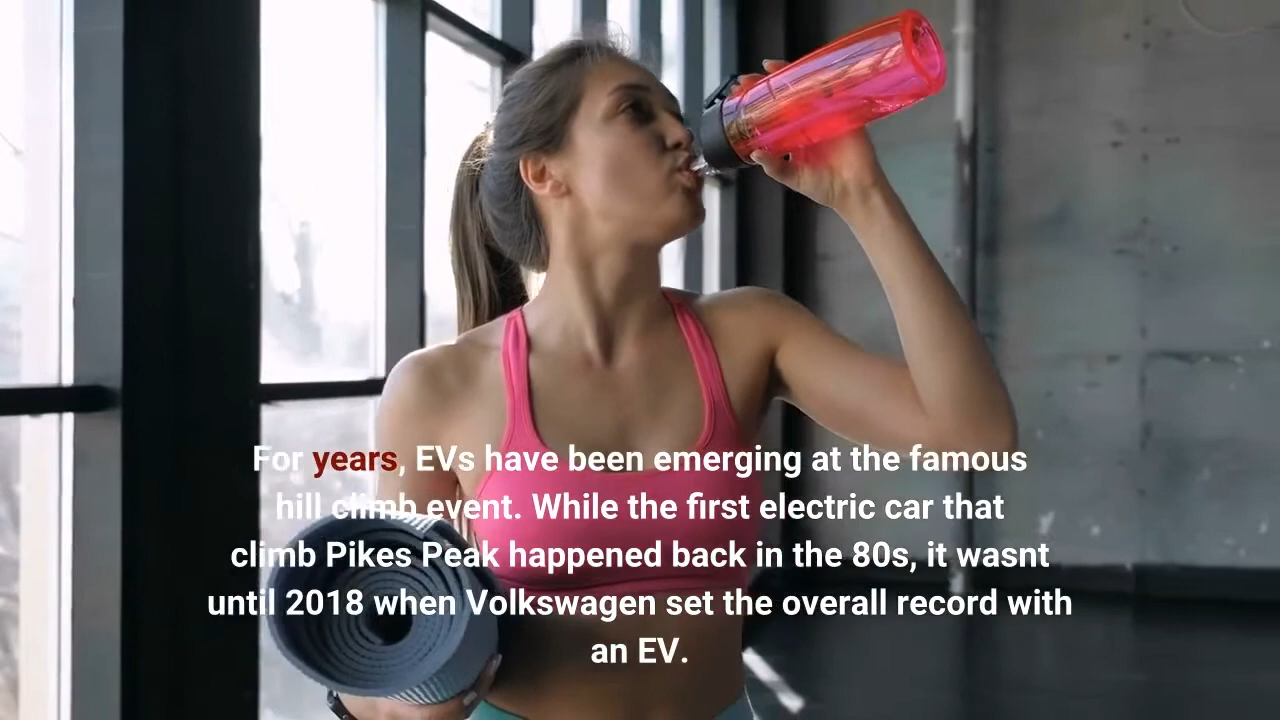 For years, EVs have been emerging at the famous
hill climb event. While the first electric car that
climb Pikes Peak happened back in the 80s, it wasnt
until 2018 when Volkswagen set the overall record with
an EV.